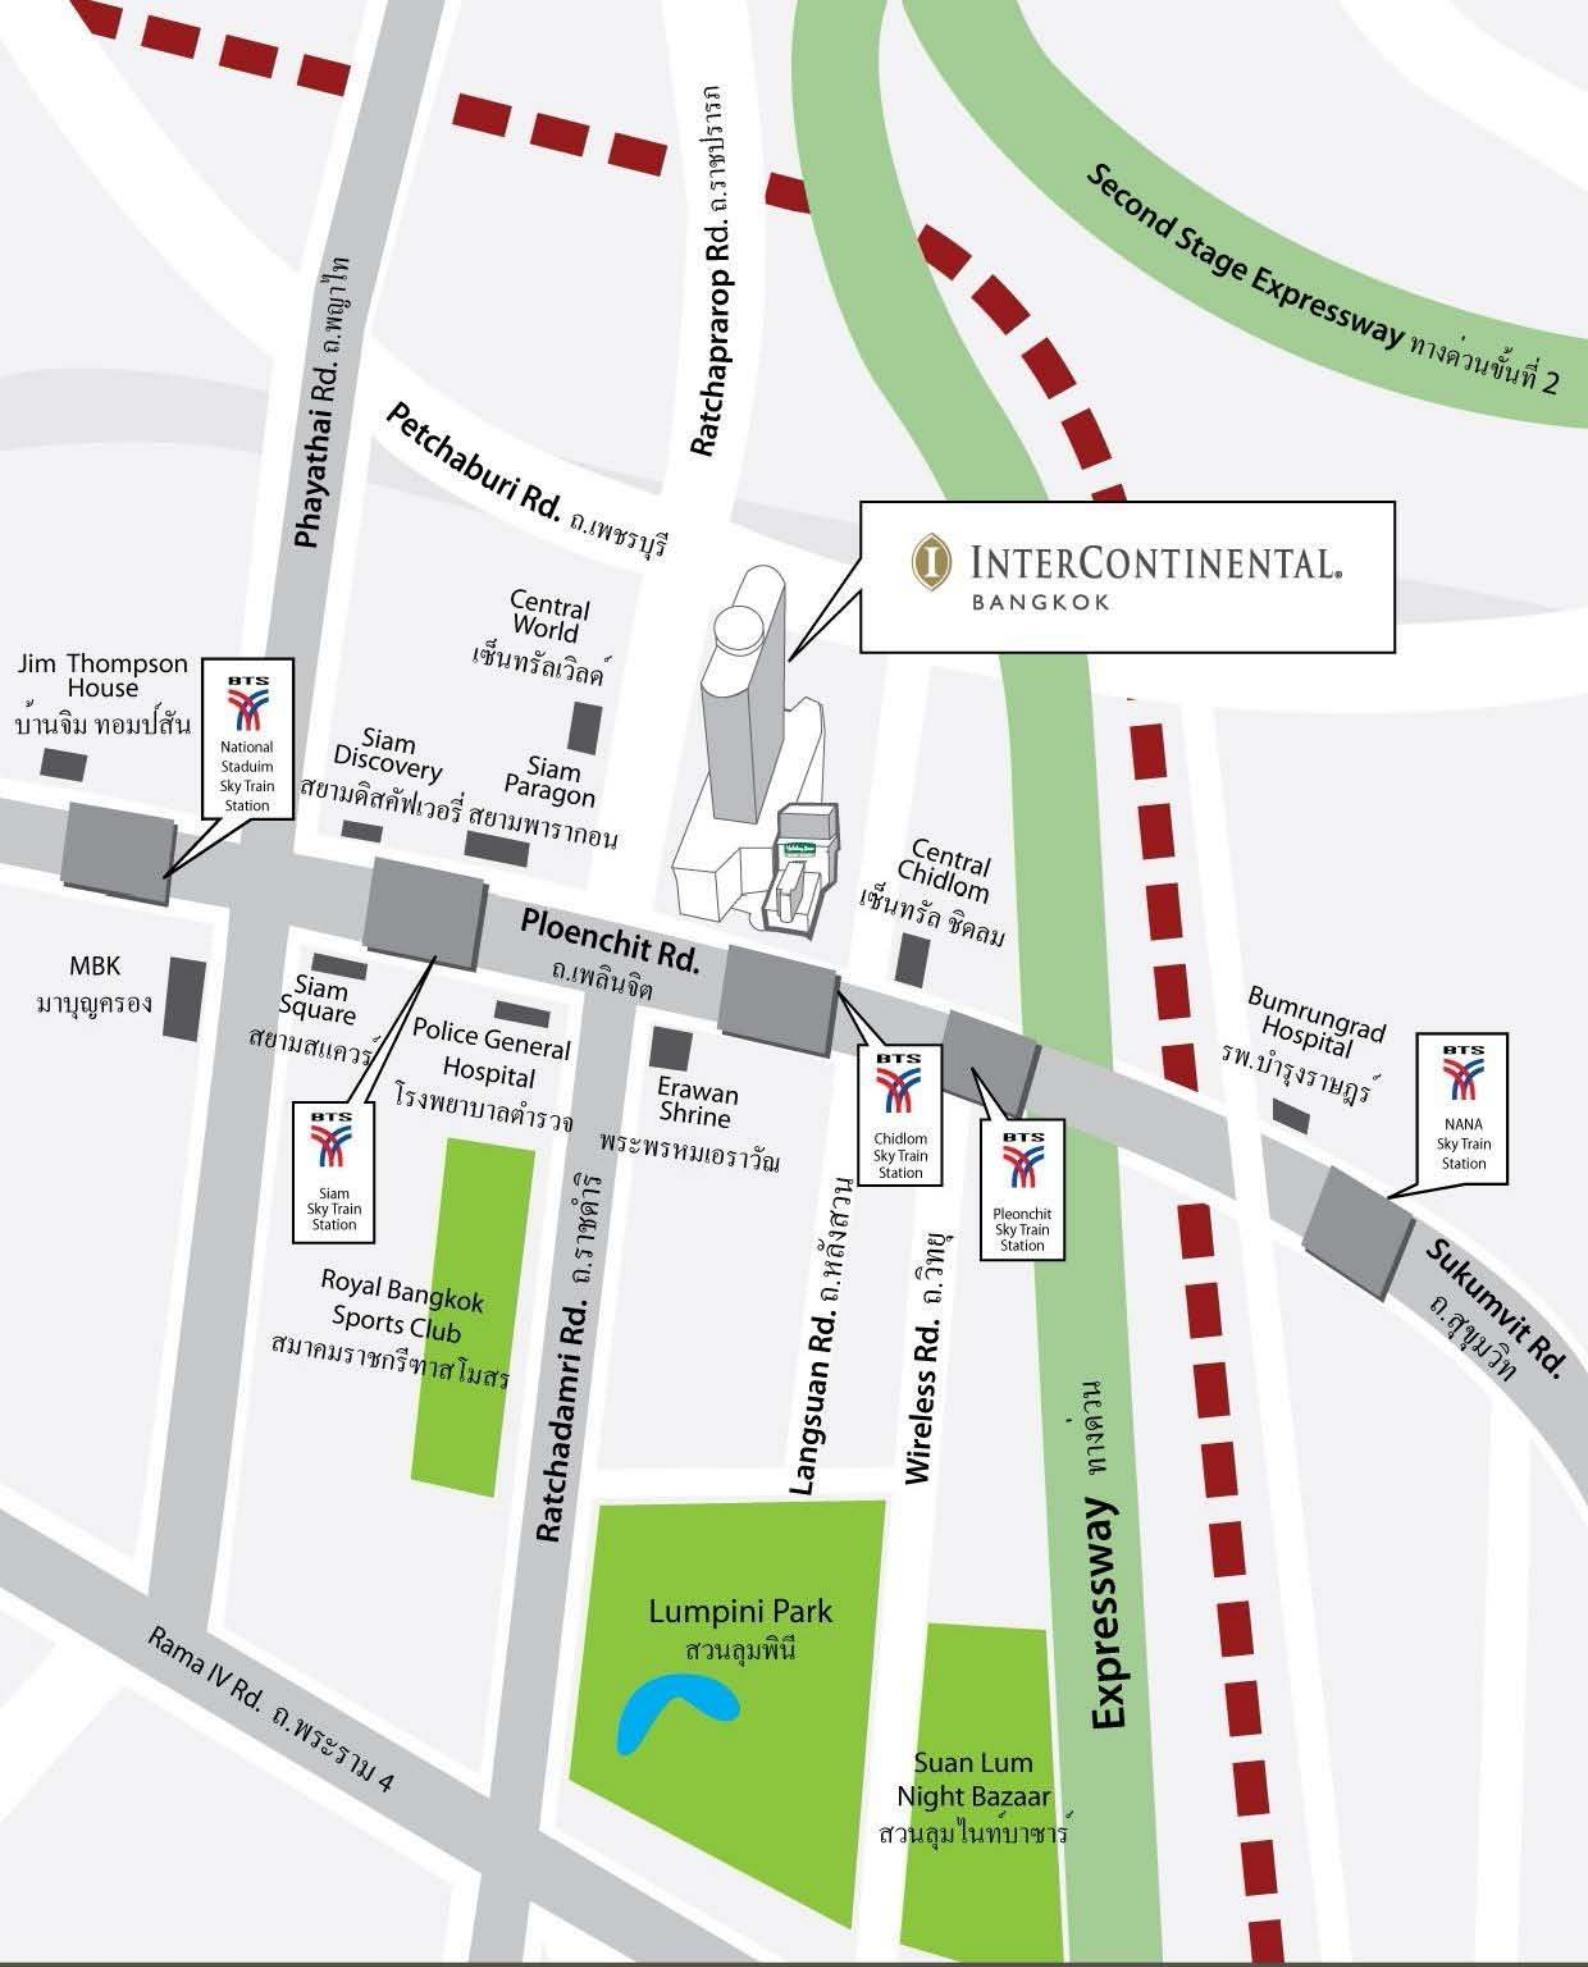 Second Stage Expressway ทางด่วนขั้นที่ 2
Ratchaprarop Rd. ถ.ราชปรารภ
Phayathai Rd. ถ.พญาไท
Petchaburi Rd. ถ.เพชรบุรี
INTERCONTINENTAL.
BANGKOK
Central
World
เซ็นทรัลเวิลด์
Jim Thompson
House
บ้านจิม ทอมป์สัน
BTS
National
Staduim
Sky Train
Station
Siam
Discovery
สยามดิสคัฟเวอรี่
Siam
Paragon
สยามพารากอน
Holiday Inn
Central
Chidlom
เซ็นทรัล ชิดลม
Ploenchit Rd.
ถ.เพลินจิต
MBK
มาบุญครอง
Siam
Square
สยามสแควร์
Police General
Hospital
โรงพยาบาลตำรวจ
Erawan
Shrine
พระพรหมเอราวัณ
BTS
Siam
Sky Train
Station
BTS
Chidlom
Sky Train
Station
BTS
Pleonchit
Sky Train
Station
Bumrungrad
Hospital
รพ.บำรุงราษฎร์
BTS
NANA
Sky Train
Station
Sukumvit Rd.
ถ.สุขุมวิท
Royal Bangkok
Sports Club
สมาคมราชกรีฑาสโมสร
Ratchadamri Rd. ถ.ราชดำริ
Langsuan Rd. ถ.หลังสวน
Wireless Rd. ถ.วิทยุ
Expressway ทางด่วน
Lumpini Park
สวนลุมพินี
Rama IV Rd. ถ.พระราม 4
Suan Lum
Night Bazaar
สวนลุมไนท์บาซาร์